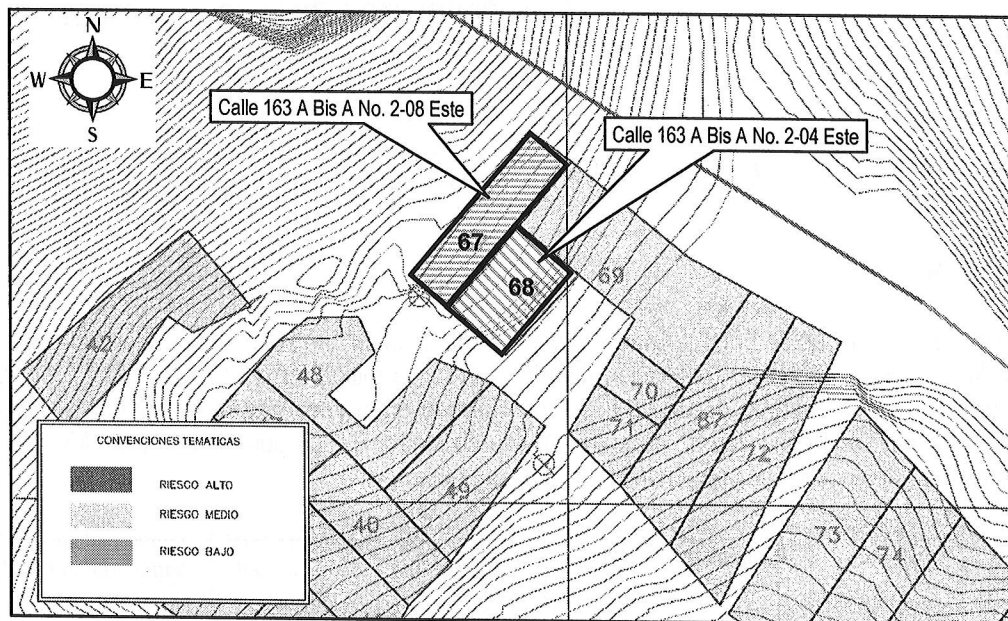 N
W E
S
Calle 163 A Bis A No. 2-08 Este
Calle 163 A Bis A No. 2-04 Este
67
68
69
42
48
70
71
87
72
49
40
73
74
CONVENCIONES TEMATICAS
RIESGO ALTO
RIESGO MEDIO
RIESGO BAJO